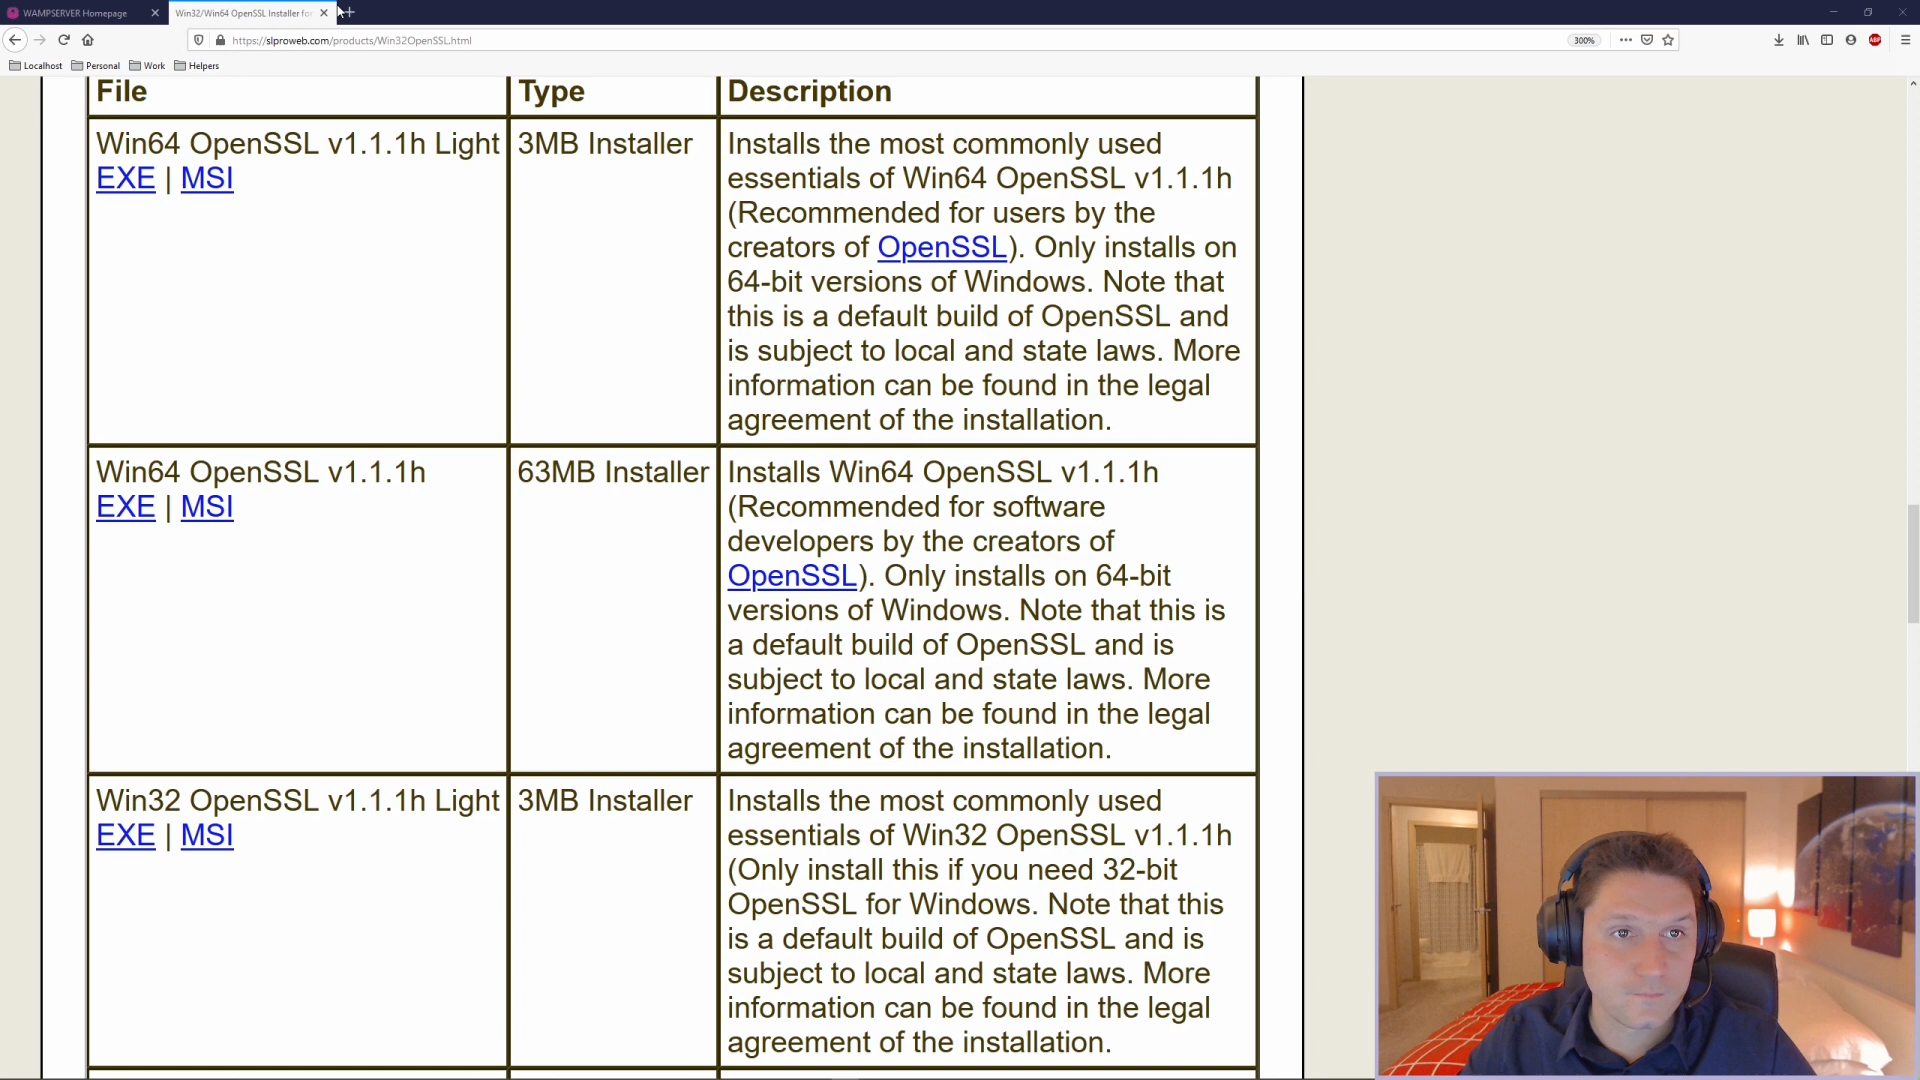 WAMPSERVER Homepage
Win32/Win64 OpenSSL Installer fo
https://slproweb.com/products/Win32OpenSSL.html
300%
ABP
Localhost
Personal
Work
Helpers
File
Type
Description
Win64 OpenSSL v1.1.1h Light
EXE | MSI
3MB Installer
Installs the most commonly used
essentials of Win64 OpenSSL v1.1.1h
(Recommended for users by the
creators of OpenSSL). Only installs on
64-bit versions of Windows. Note that
this is a default build of OpenSSL and
is subject to local and state laws. More
information can be found in the legal
agreement of the installation.
Win64 OpenSSL v1.1.1h
EXE | MSI
63MB Installer
Installs Win64 OpenSSL v1.1.1h
(Recommended for software
developers by the creators of
OpenSSL). Only installs on 64-bit
versions of Windows. Note that this is
a default build of OpenSSL and is
subject to local and state laws. More
information can be found in the legal
agreement of the installation.
Win32 OpenSSL v1.1.1h Light
EXE | MSI
3MB Installer
Installs the most commonly used
essentials of Win32 OpenSSL v1.1.1h
(Only install this if you need 32-bit
OpenSSL for Windows. Note that this
is a default build of OpenSSL and is
subject to local and state laws. More
information can be found in the legal
agreement of the installation.